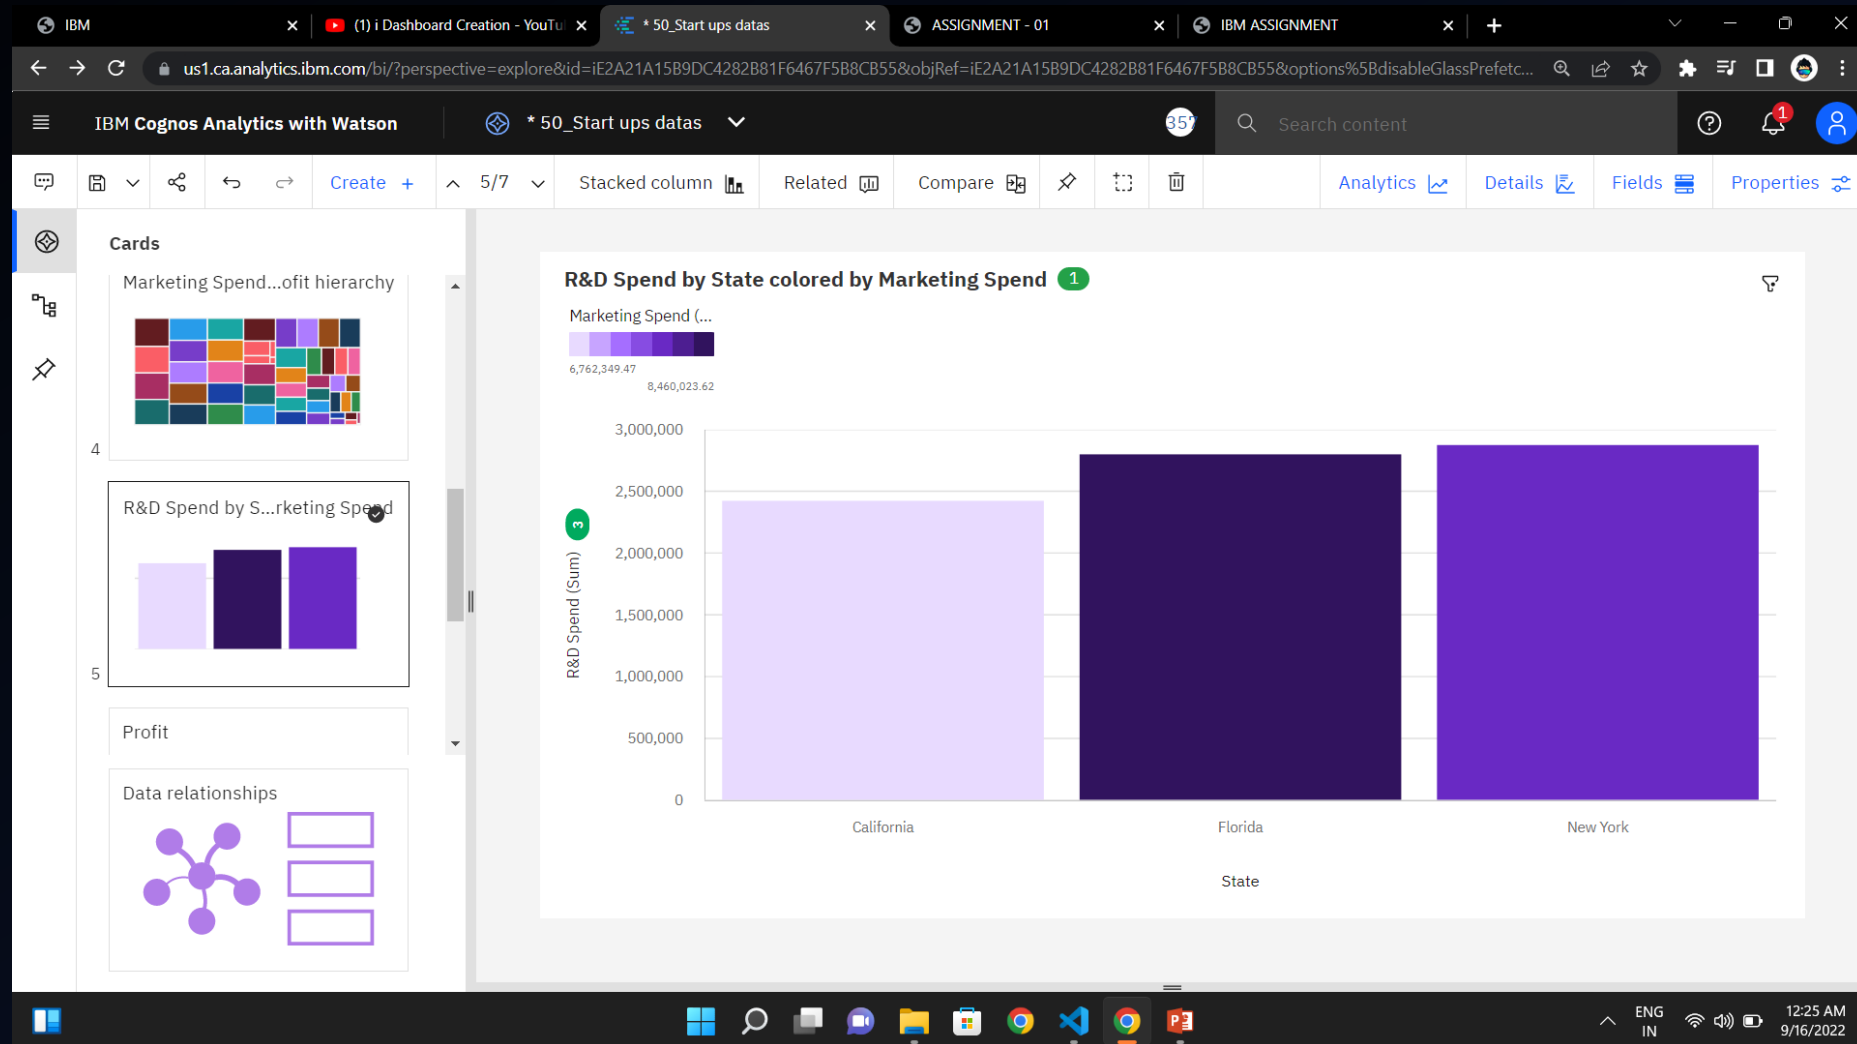 IBM
(1) i Dashboard Creation - YouTu
* 50_Start ups datas
ASSIGNMENT - 01
IBM ASSIGNMENT
us1.ca.analytics.ibm.com/bi/?perspective=explore&id=iE2A21A15B9DC4282B81F6467F5B8CB55&objRef=iE2A21A15B9DC4282B81F6467F5B8CB55&options%5BdisableGlassPrefetc...
IBM Cognos Analytics with Watson
* 50_Start ups datas
357
Search content
1
Create +
5/7
Stacked column
Related
Compare
Analytics
Details
Fields
Properties
Cards
Marketing Spend...ofit hierarchy
4
R&D Spend by S...rketing Spend
5
Profit
Data relationships
R&D Spend by State colored by Marketing Spend 1
Marketing Spend (...
6,762,349.47
8,460,023.62
3
R&D Spend (Sum)
3,000,000
2,500,000
2,000,000
1,500,000
1,000,000
500,000
0
California
Florida
New York
State
ENG
IN
12:25 AM
9/16/2022